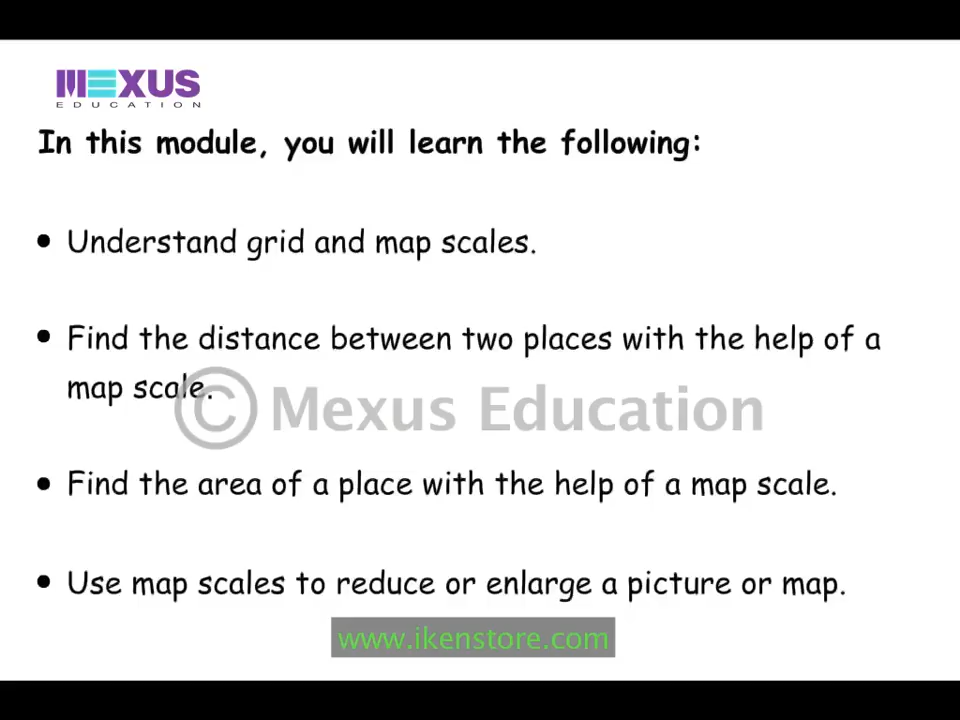 MEXUS
EDUCATION
In this module, you will learn the following:
• Understand grid and map scales.
• Find the distance between two places with the help of a
map scale.
© Mexus Education
• Find the area of a place with the help of a map scale.
• Use map scales to reduce or enlarge a picture or map.
www.ikenstore.com